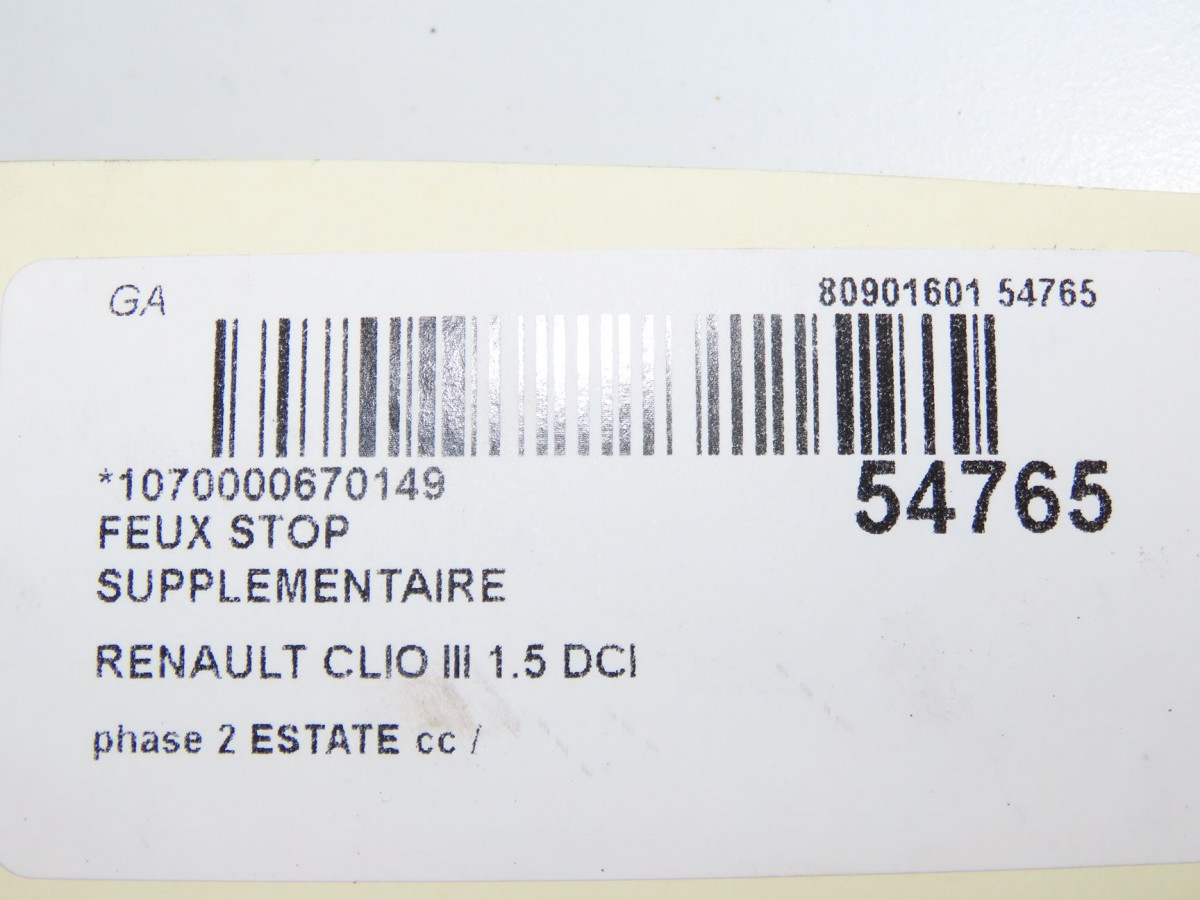 GA
80901601 54765
*1070000670149
54765
FEUX STOP
SUPPLEMENTAIRE
RENAULT CLIO III 1.5 DCI
phase 2 ESTATE cc /